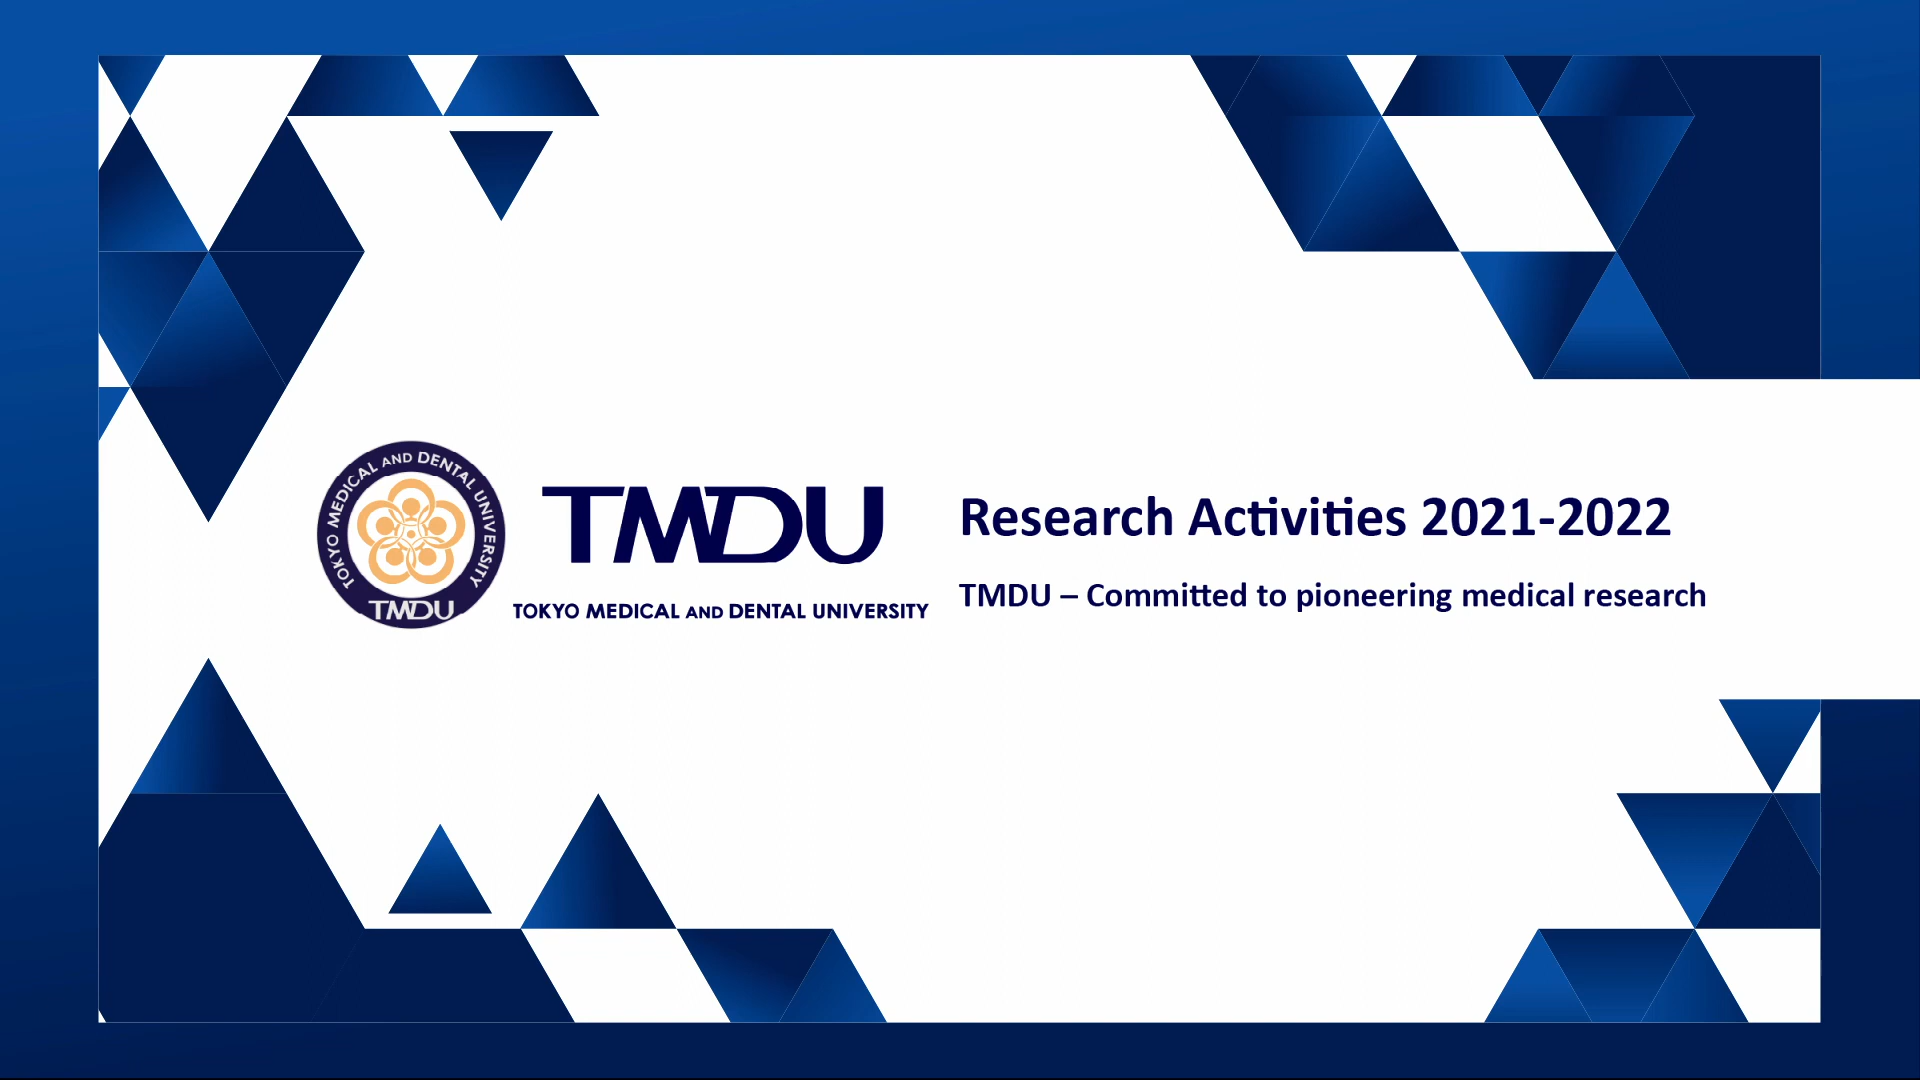 TOKYO MEDICAL AND DENTAL UNIVERSITY
TMDU
TMDU
TOKYO MEDICAL AND DENTAL UNIVERSITY
Research Activities 2021-2022
TMDU – Committed to pioneering medical research